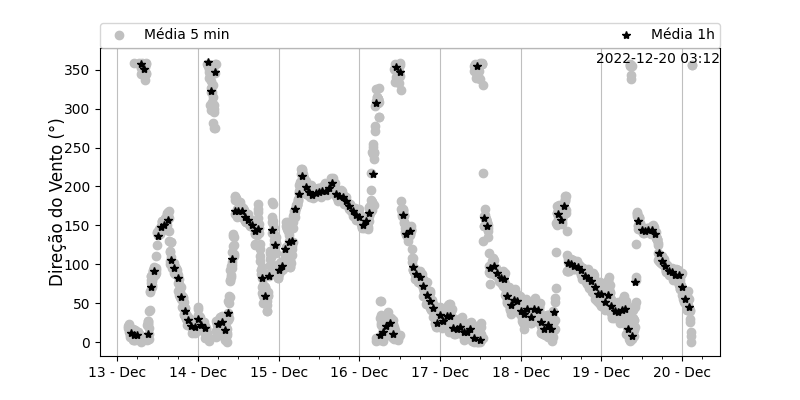 Média 5 min
Média 1h
2022-12-20 03:12
Direção do Vento (°)
350
300
250
200
150
100
50
0
13 - Dec
14 - Dec
15 - Dec
16 - Dec
17 - Dec
18 - Dec
19 - Dec
20 - Dec